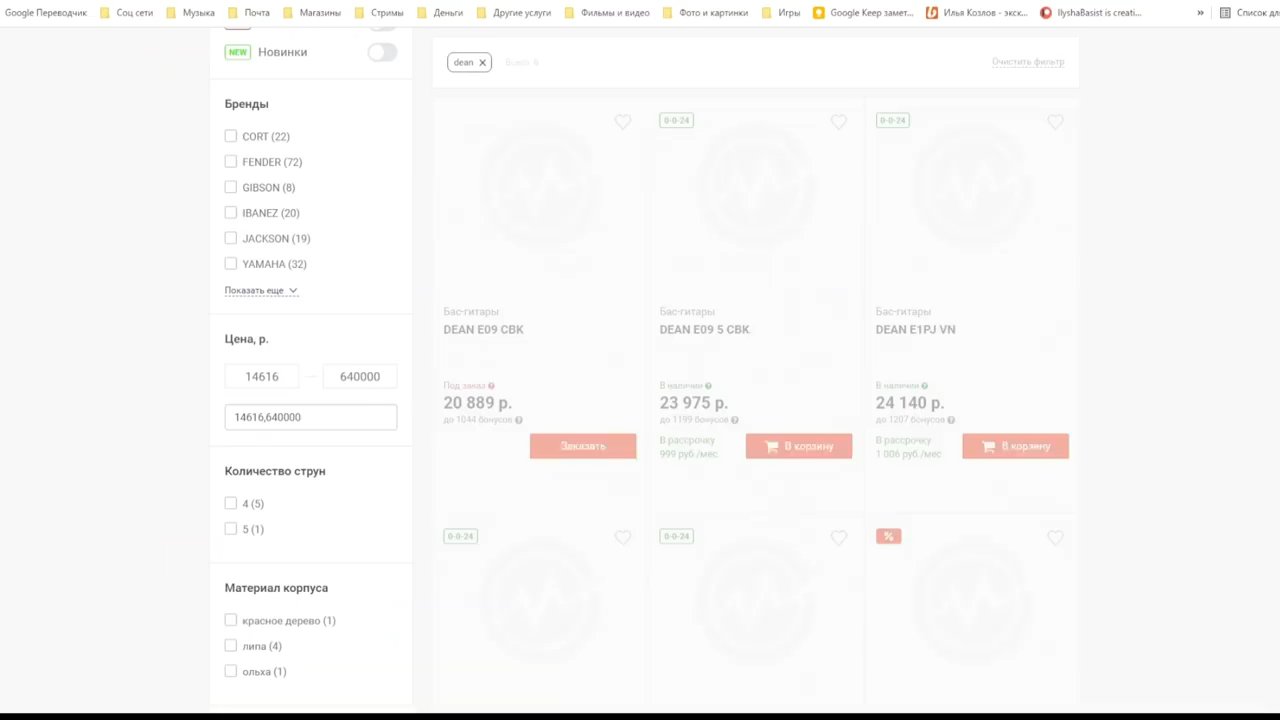 Google Переводчик Соц сети Музыка Почта Магазины Стримы Деньги Другие услуги Фильмы и видео Фото и картинки Игры Google Keep замет... Илья Козлов - экск... IlyshaBasist is creati... » Список дл
NEW Новинки
dean Всего: 6 Очистить фильтр
Бренды
CORT (22)
FENDER (72)
GIBSON (8)
IBANEZ (20)
JACKSON (19)
YAMAHA (32)
Показать еще
Цена, р.
14616 — 640000
14616,640000
Количество струн
4 (5)
5 (1)
Материал корпуса
красное дерево (1)
липа (4)
ольха (1)
Бас-гитары
DEAN E09 CBK
Под заказ
20 889 р.
до 1044 бонусов
Заказать
0-0-24
Бас-гитары
DEAN E09 5 CBK
В наличии
23 975 р.
до 1199 бонусов
В рассрочку
999 руб./мес
В корзину
0-0-24
Бас-гитары
DEAN E1PJ VN
В наличии
24 140 р.
до 1207 бонусов
В рассрочку
1 006 руб./мес
В корзину
0-0-24
0-0-24
%